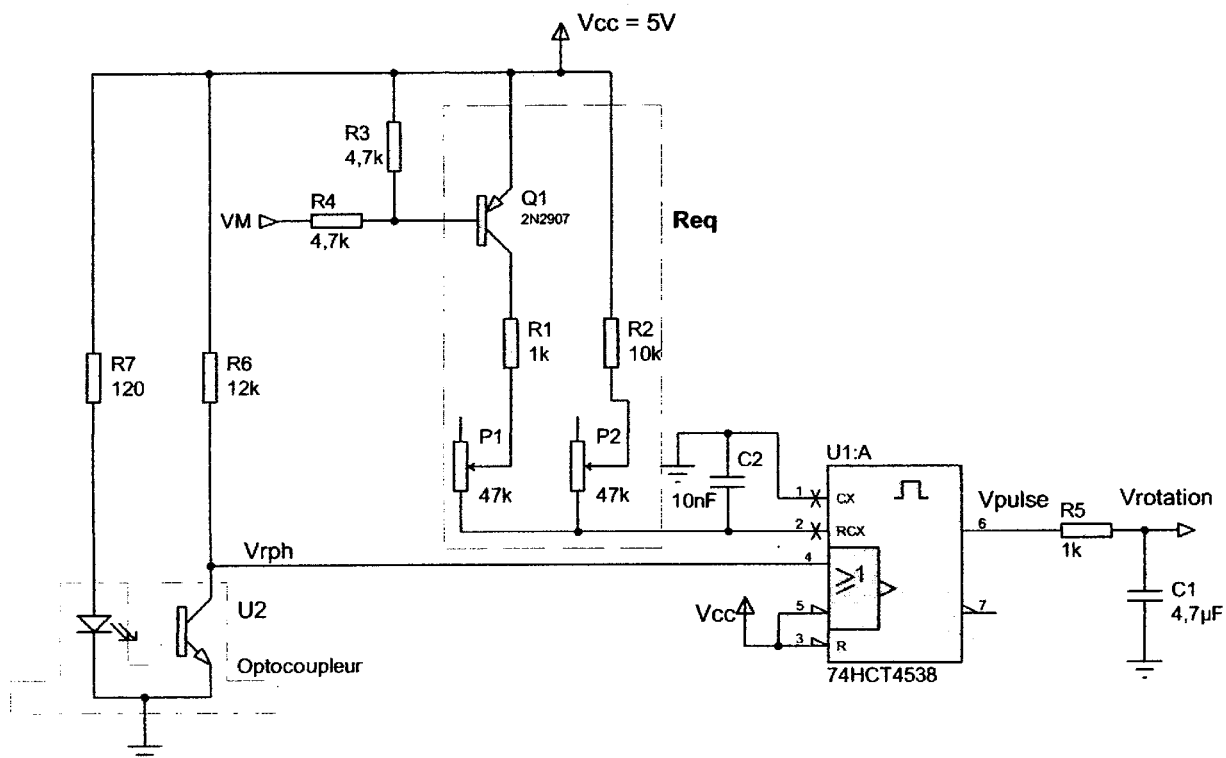 Vcc = 5V
R3
4,7k
R4
4,7k
VM
Q1
2N2907
Req
R7
120
R6
12k
R1
1k
R2
10k
P1
47k
P2
47k
C2
10nF
U1:A
1
CX
2
RCX
4
≥1
5
3
R
6
7
74HCT4538
Vpulse
R5
1k
Vrotation
C1
4,7µF
Vrph
Vcc
U2
Optocoupleur